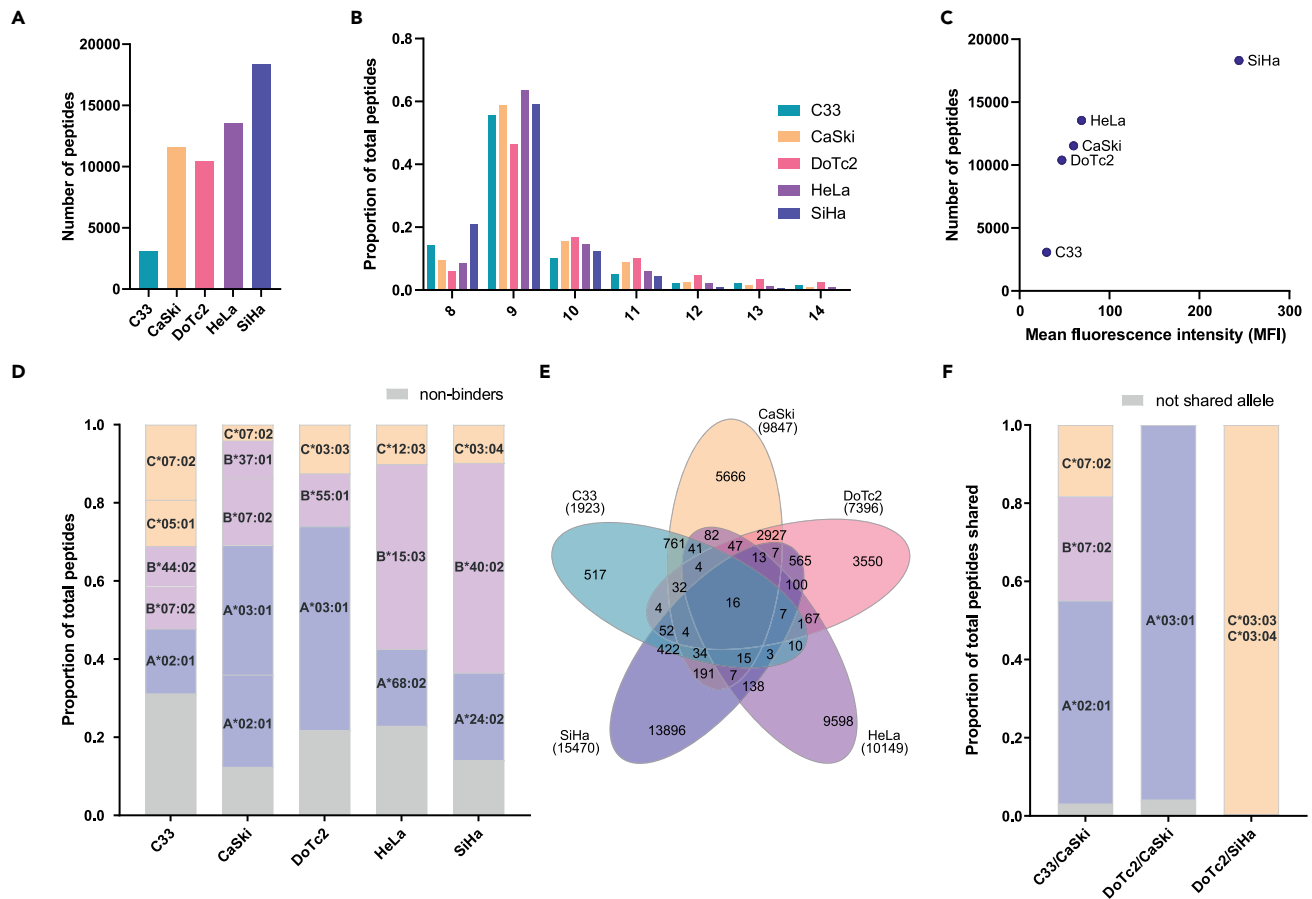 A
20000
15000
10000
5000
0
Number of peptides
C33
CaSki
DoTc2
HeLa
SiHa
B
0.8
0.6
0.4
0.2
0.0
Proportion of total peptides
C33
CaSki
DoTc2
HeLa
SiHa
8
9
10
11
12
13
14
C
20000
15000
10000
5000
0
Number of peptides
SiHa
HeLa
CaSki
DoTc2
C33
0
100
200
300
Mean fluorescence intensity (MFI)
D
non-binders
1.0
0.8
0.6
0.4
0.2
0.0
Proportion of total peptides
C*07:02
C*05:01
B*44:02
B*07:02
A*02:01
C*07:02
B*37:01
B*07:02
A*03:01
A*02:01
C*03:03
B*55:01
A*03:01
C*12:03
B*15:03
A*68:02
C*03:04
B*40:02
A*24:02
C33
CaSki
DoTc2
HeLa
SiHa
E
CaSki
(9847)
C33
(1923)
DoTc2
(7396)
SiHa
(15470)
HeLa
(10149)
5666
761
41
82
47
2927
13
7
565
3550
517
4
32
100
4
16
7
1
67
52
4
10
422
34
15
3
191
7
138
13896
9598
F
not shared allele
1.0
0.8
0.6
0.4
0.2
0.0
Proportion of total peptides shared
C*07:02
B*07:02
A*02:01
A*03:01
C*03:03
C*03:04
C33/CaSki
DoTc2/CaSki
DoTc2/SiHa